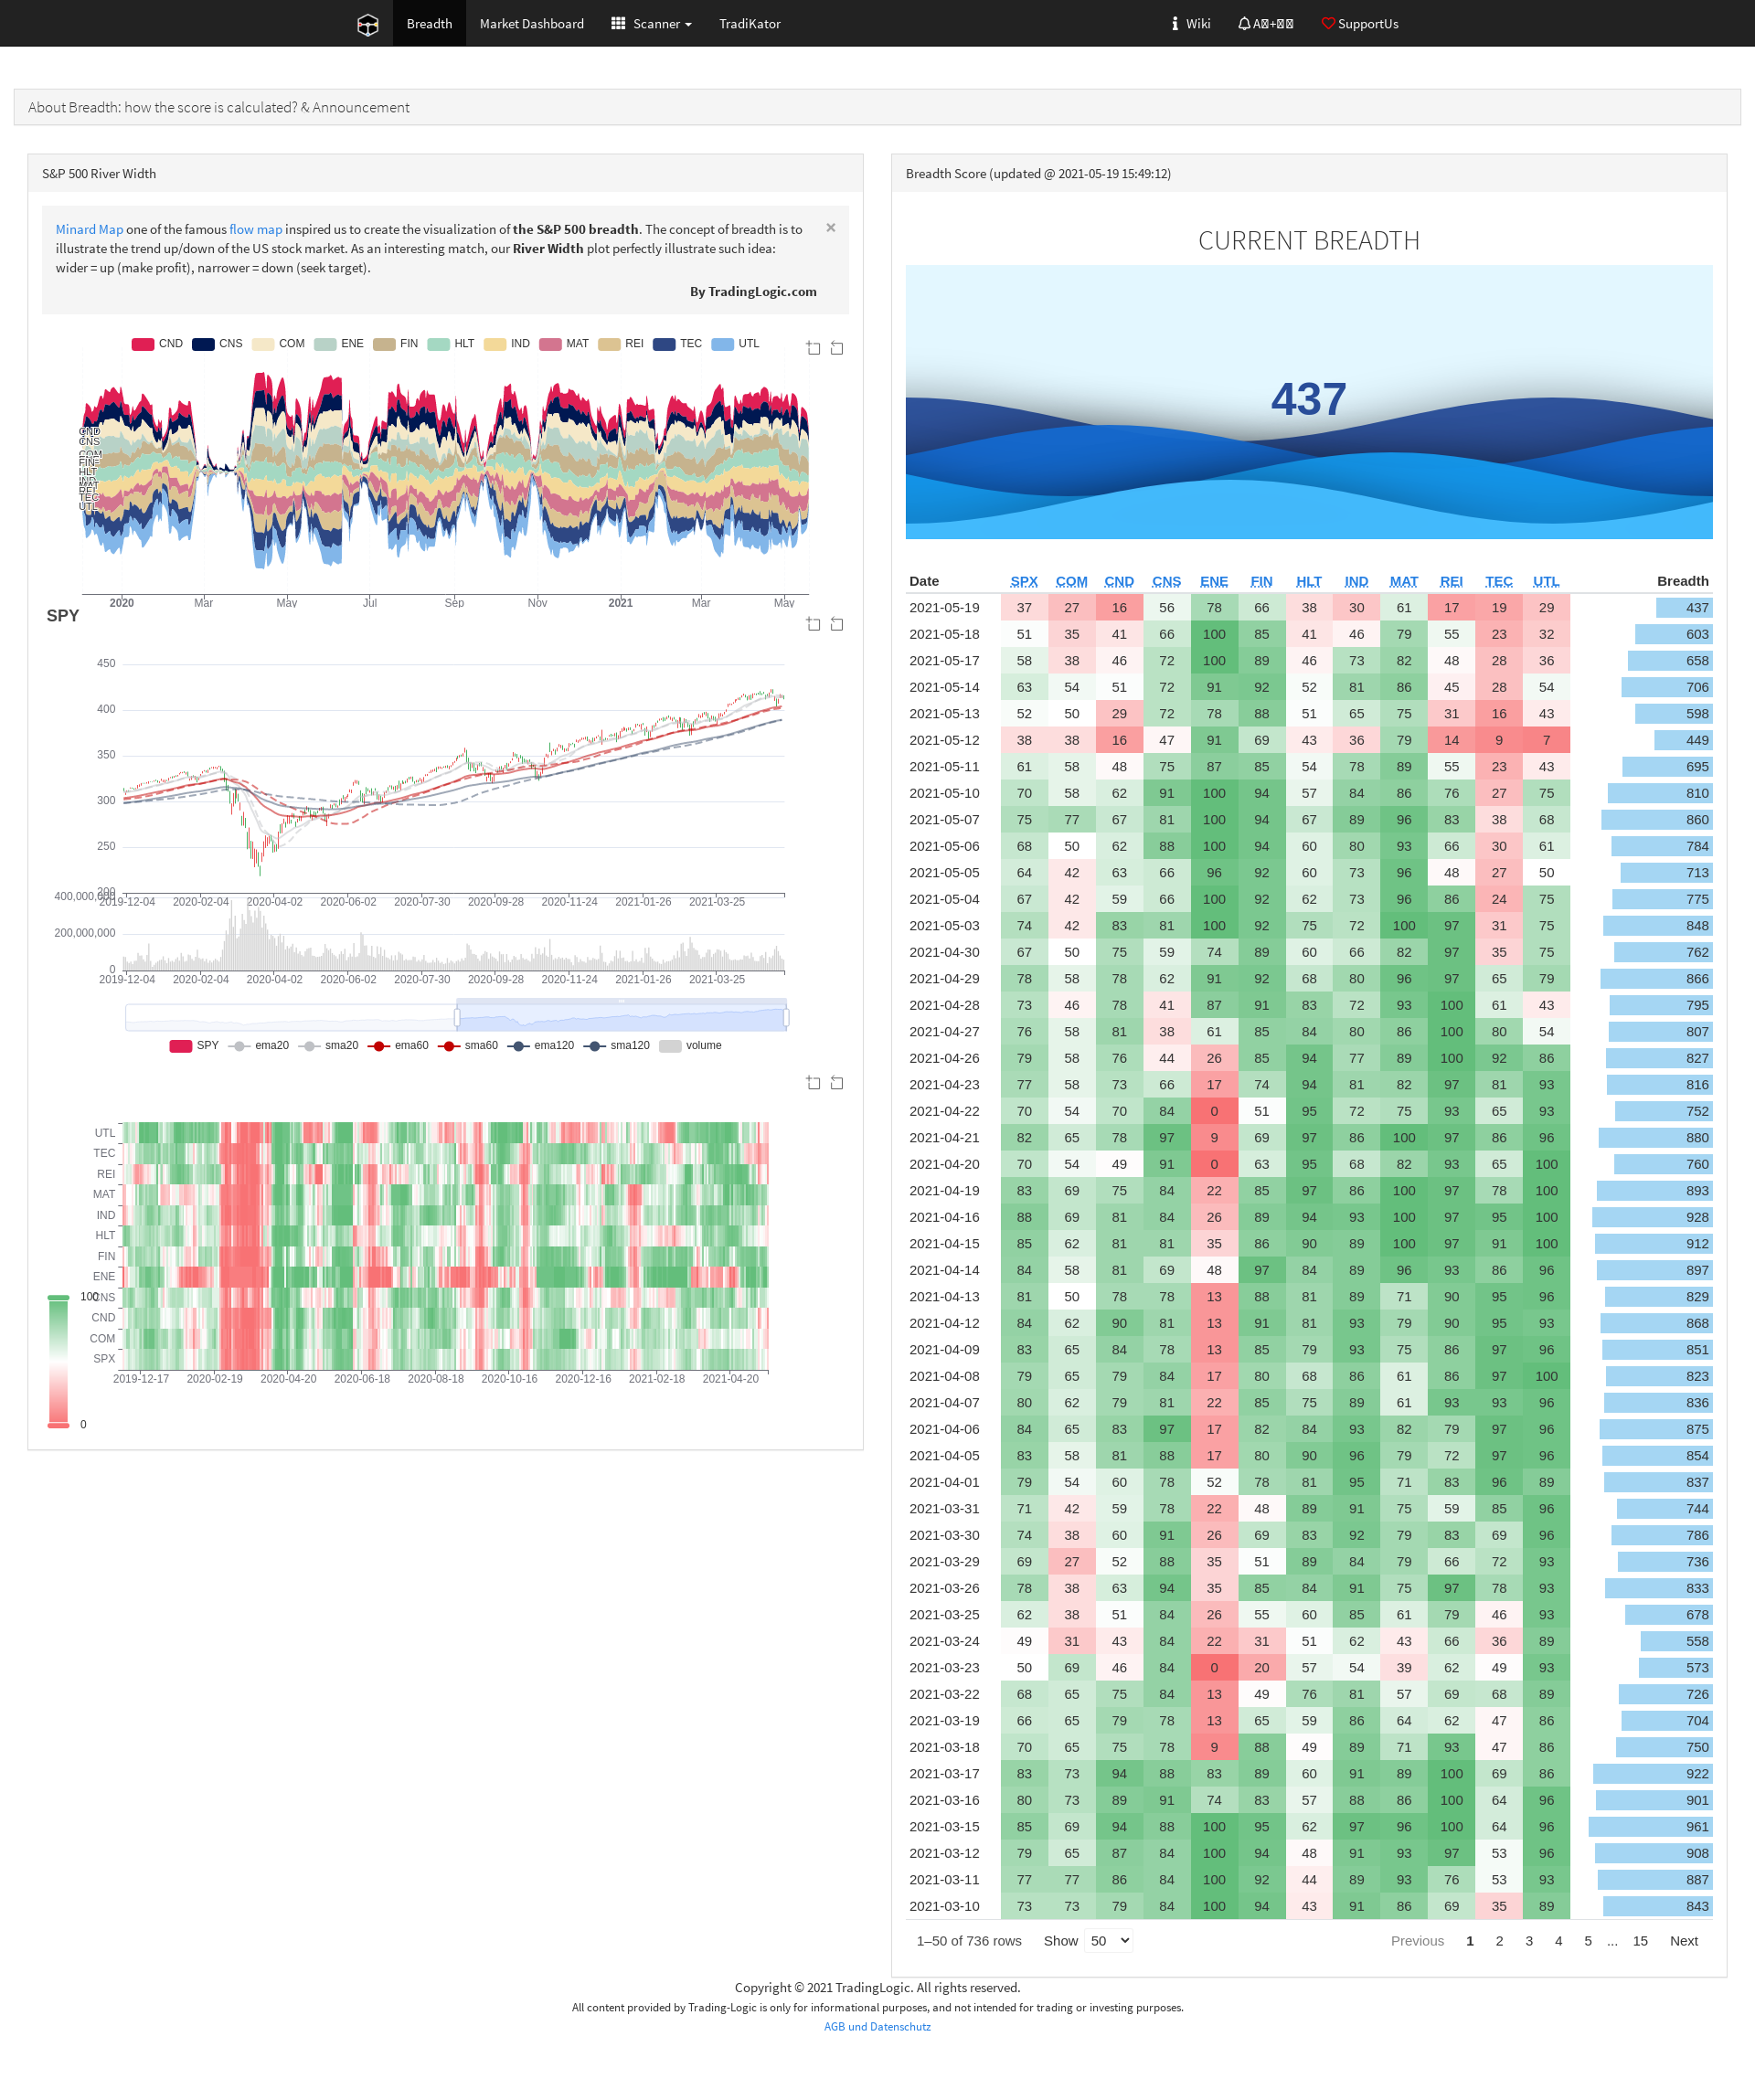 Breadth Market Dashboard Scanner TradiKator Wiki SupportUs
About Breadth: how the score is calculated? & Announcement
S&P 500 River Width
Minard Map one of the famous flow map inspired us to create the visualization of the S&P 500 breadth. The concept of breadth is to
illustrate the trend up/down of the US stock market. As an interesting match, our River Width plot perfectly illustrate such idea:
wider = up (make profit), narrower = down (seek target).
×
By TradingLogic.com
CND CNS COM ENE FIN HLT IND MAT REI TEC UTL
CND
CNS
COM
FIN
HLT
IND
MAT
REI
TEC
UTL
2020 Mar May Jul Sep Nov 2021 Mar May
SPY
450
400
350
300
250
200
2019-12-04 2020-02-04 2020-04-02 2020-06-02 2020-07-30 2020-09-28 2020-11-24 2021-01-26 2021-03-25
400,000,000
200,000,000
0
2019-12-04 2020-02-04 2020-04-02 2020-06-02 2020-07-30 2020-09-28 2020-11-24 2021-01-26 2021-03-25
SPY ema20 sma20 ema60 sma60 ema120 sma120 volume
UTL
TEC
REI
MAT
IND
HLT
FIN
ENE
CNS
CND
COM
SPX
2019-12-17 2020-02-19 2020-04-20 2020-06-18 2020-08-18 2020-10-16 2020-12-16 2021-02-18 2021-04-20
100
0
Breadth Score (updated @ 2021-05-19 15:49:12)
CURRENT BREADTH
437
Date SPX COM CND CNS ENE FIN HLT IND MAT REI TEC UTL Breadth
2021-05-19 37 27 16 56 78 66 38 30 61 17 19 29 437
2021-05-18 51 35 41 66 100 85 41 46 79 55 23 32 603
2021-05-17 58 38 46 72 100 89 46 73 82 48 28 36 658
2021-05-14 63 54 51 72 91 92 52 81 86 45 28 54 706
2021-05-13 52 50 29 72 78 88 51 65 75 31 16 43 598
2021-05-12 38 38 16 47 91 69 43 36 79 14 9 7 449
2021-05-11 61 58 48 75 87 85 54 78 89 55 23 43 695
2021-05-10 70 58 62 91 100 94 57 84 86 76 27 75 810
2021-05-07 75 77 67 81 100 94 67 89 96 83 38 68 860
2021-05-06 68 50 62 88 100 94 60 80 93 66 30 61 784
2021-05-05 64 42 63 66 96 92 60 73 96 48 27 50 713
2021-05-04 67 42 59 66 100 92 62 73 96 86 24 75 775
2021-05-03 74 42 83 81 100 92 75 72 100 97 31 75 848
2021-04-30 67 50 75 59 74 89 60 66 82 97 35 75 762
2021-04-29 78 58 78 62 91 92 68 80 96 97 65 79 866
2021-04-28 73 46 78 41 87 91 83 72 93 100 61 43 795
2021-04-27 76 58 81 38 61 85 84 80 86 100 80 54 807
2021-04-26 79 58 76 44 26 85 94 77 89 100 92 86 827
2021-04-23 77 58 73 66 17 74 94 81 82 97 81 93 816
2021-04-22 70 54 70 84 0 51 95 72 75 93 65 93 752
2021-04-21 82 65 78 97 9 69 97 86 100 97 86 96 880
2021-04-20 70 54 49 91 0 63 95 68 82 93 65 100 760
2021-04-19 83 69 75 84 22 85 97 86 100 97 78 100 893
2021-04-16 88 69 81 84 26 89 94 93 100 97 95 100 928
2021-04-15 85 62 81 81 35 86 90 89 100 97 91 100 912
2021-04-14 84 58 81 69 48 97 84 89 96 93 86 96 897
2021-04-13 81 50 78 78 13 88 81 89 71 90 95 96 829
2021-04-12 84 62 90 81 13 91 81 93 79 90 95 93 868
2021-04-09 83 65 84 78 13 85 79 93 75 86 97 96 851
2021-04-08 79 65 79 84 17 80 68 86 61 86 97 100 823
2021-04-07 80 62 79 81 22 85 75 89 61 93 93 96 836
2021-04-06 84 65 83 97 17 82 84 93 82 79 97 96 875
2021-04-05 83 58 81 88 17 80 90 96 79 72 97 96 854
2021-04-01 79 54 60 78 52 78 81 95 71 83 96 89 837
2021-03-31 71 42 59 78 22 48 89 91 75 59 85 96 744
2021-03-30 74 38 60 91 26 69 83 92 79 83 69 96 786
2021-03-29 69 27 52 88 35 51 89 84 79 66 72 93 736
2021-03-26 78 38 63 94 35 85 84 91 75 97 78 93 833
2021-03-25 62 38 51 84 26 55 60 85 61 79 46 93 678
2021-03-24 49 31 43 84 22 31 51 62 43 66 36 89 558
2021-03-23 50 69 46 84 0 20 57 54 39 62 49 93 573
2021-03-22 68 65 75 84 13 49 76 81 57 69 68 89 726
2021-03-19 66 65 79 78 13 65 59 86 64 62 47 86 704
2021-03-18 70 65 75 78 9 88 49 89 71 93 47 86 750
2021-03-17 83 73 94 88 83 89 60 91 89 100 69 86 922
2021-03-16 80 73 89 91 74 83 57 88 86 100 64 96 901
2021-03-15 85 69 94 88 100 95 62 97 96 100 64 96 961
2021-03-12 79 65 87 84 100 94 48 91 93 97 53 96 908
2021-03-11 77 77 86 84 100 92 44 89 93 76 53 93 887
2021-03-10 73 73 79 84 100 94 43 91 86 69 35 89 843
1–50 of 736 rows Show 50 Previous 1 2 3 4 5 ... 15 Next
Copyright © 2021 TradingLogic. All rights reserved.
All content provided by Trading-Logic is only for informational purposes, and not intended for trading or investing purposes.
AGB und Datenschutz